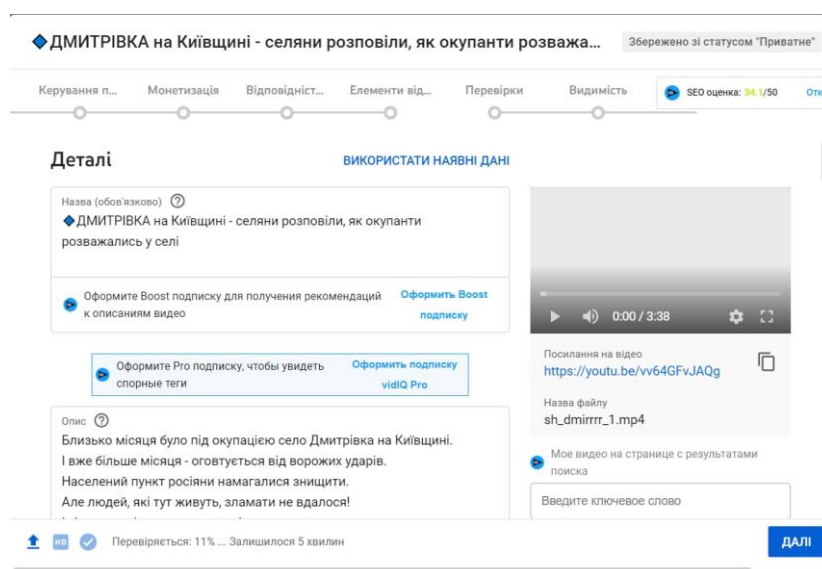 ДМИТРІВКА на Київщині - селяни розповіли, як окупанти розважа...
Збережено зі статусом "Приватне"
Керування п...
Монетизація
Відповідніст...
Елементи від...
Перевірки
Видимість
SEO оценка: 34.1/50
Деталі
ВИКОРИСТАТИ НАЯВНІ ДАНІ
Назва (обов'язково)
ДМИТРІВКА на Київщині - селяни розповіли, як окупанти
розважались у селі
Оформите Boost подписку для получения рекомендаций
к описаниям видео
Оформить Boost
подписку
Оформите Pro подписку, чтобы увидеть
спорные теги
Оформить подписку
vidIQ Pro
Опис
Близько місяця було під окупацією село Дмитрівка на Київщині.
І вже більше місяця - оговтується від ворожих ударів.
Населений пункт росіяни намагалися знищити.
Але людей, які тут живуть, зламати не вдалося!
0:00 / 3:38
Посилання на відео
https://youtu.be/vv64GFvJAQg
Назва файлу
sh_dmirrrr_1.mp4
Мое видео на странице с результатами
поиска
Введите ключевое слово
HD
Перевіряється: 11% ... Залишилося 5 хвилин
ДАЛІ